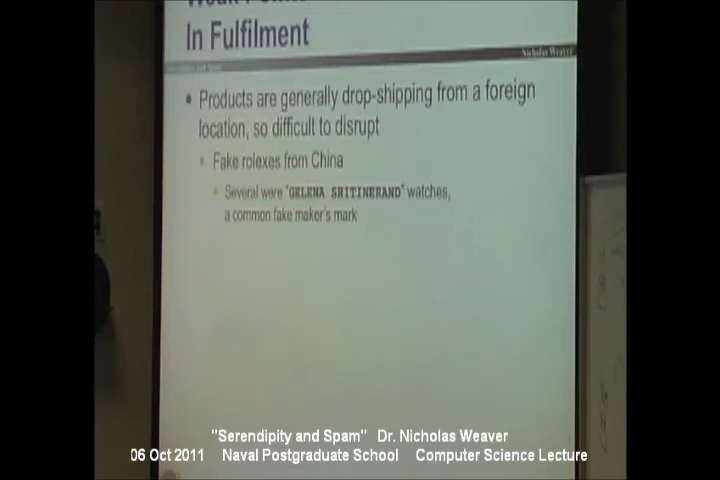 In Fulfilment
Nicholas Weaver
• Products are generally drop-shipping from a foreign
location, so difficult to disrupt
• Fake rolexes from China
• Several were "GELENA SHITINERAND" watches,
a common fake maker's mark
"Serendipity and Spam" Dr. Nicholas Weaver
06 Oct 2011 Naval Postgraduate School Computer Science Lecture